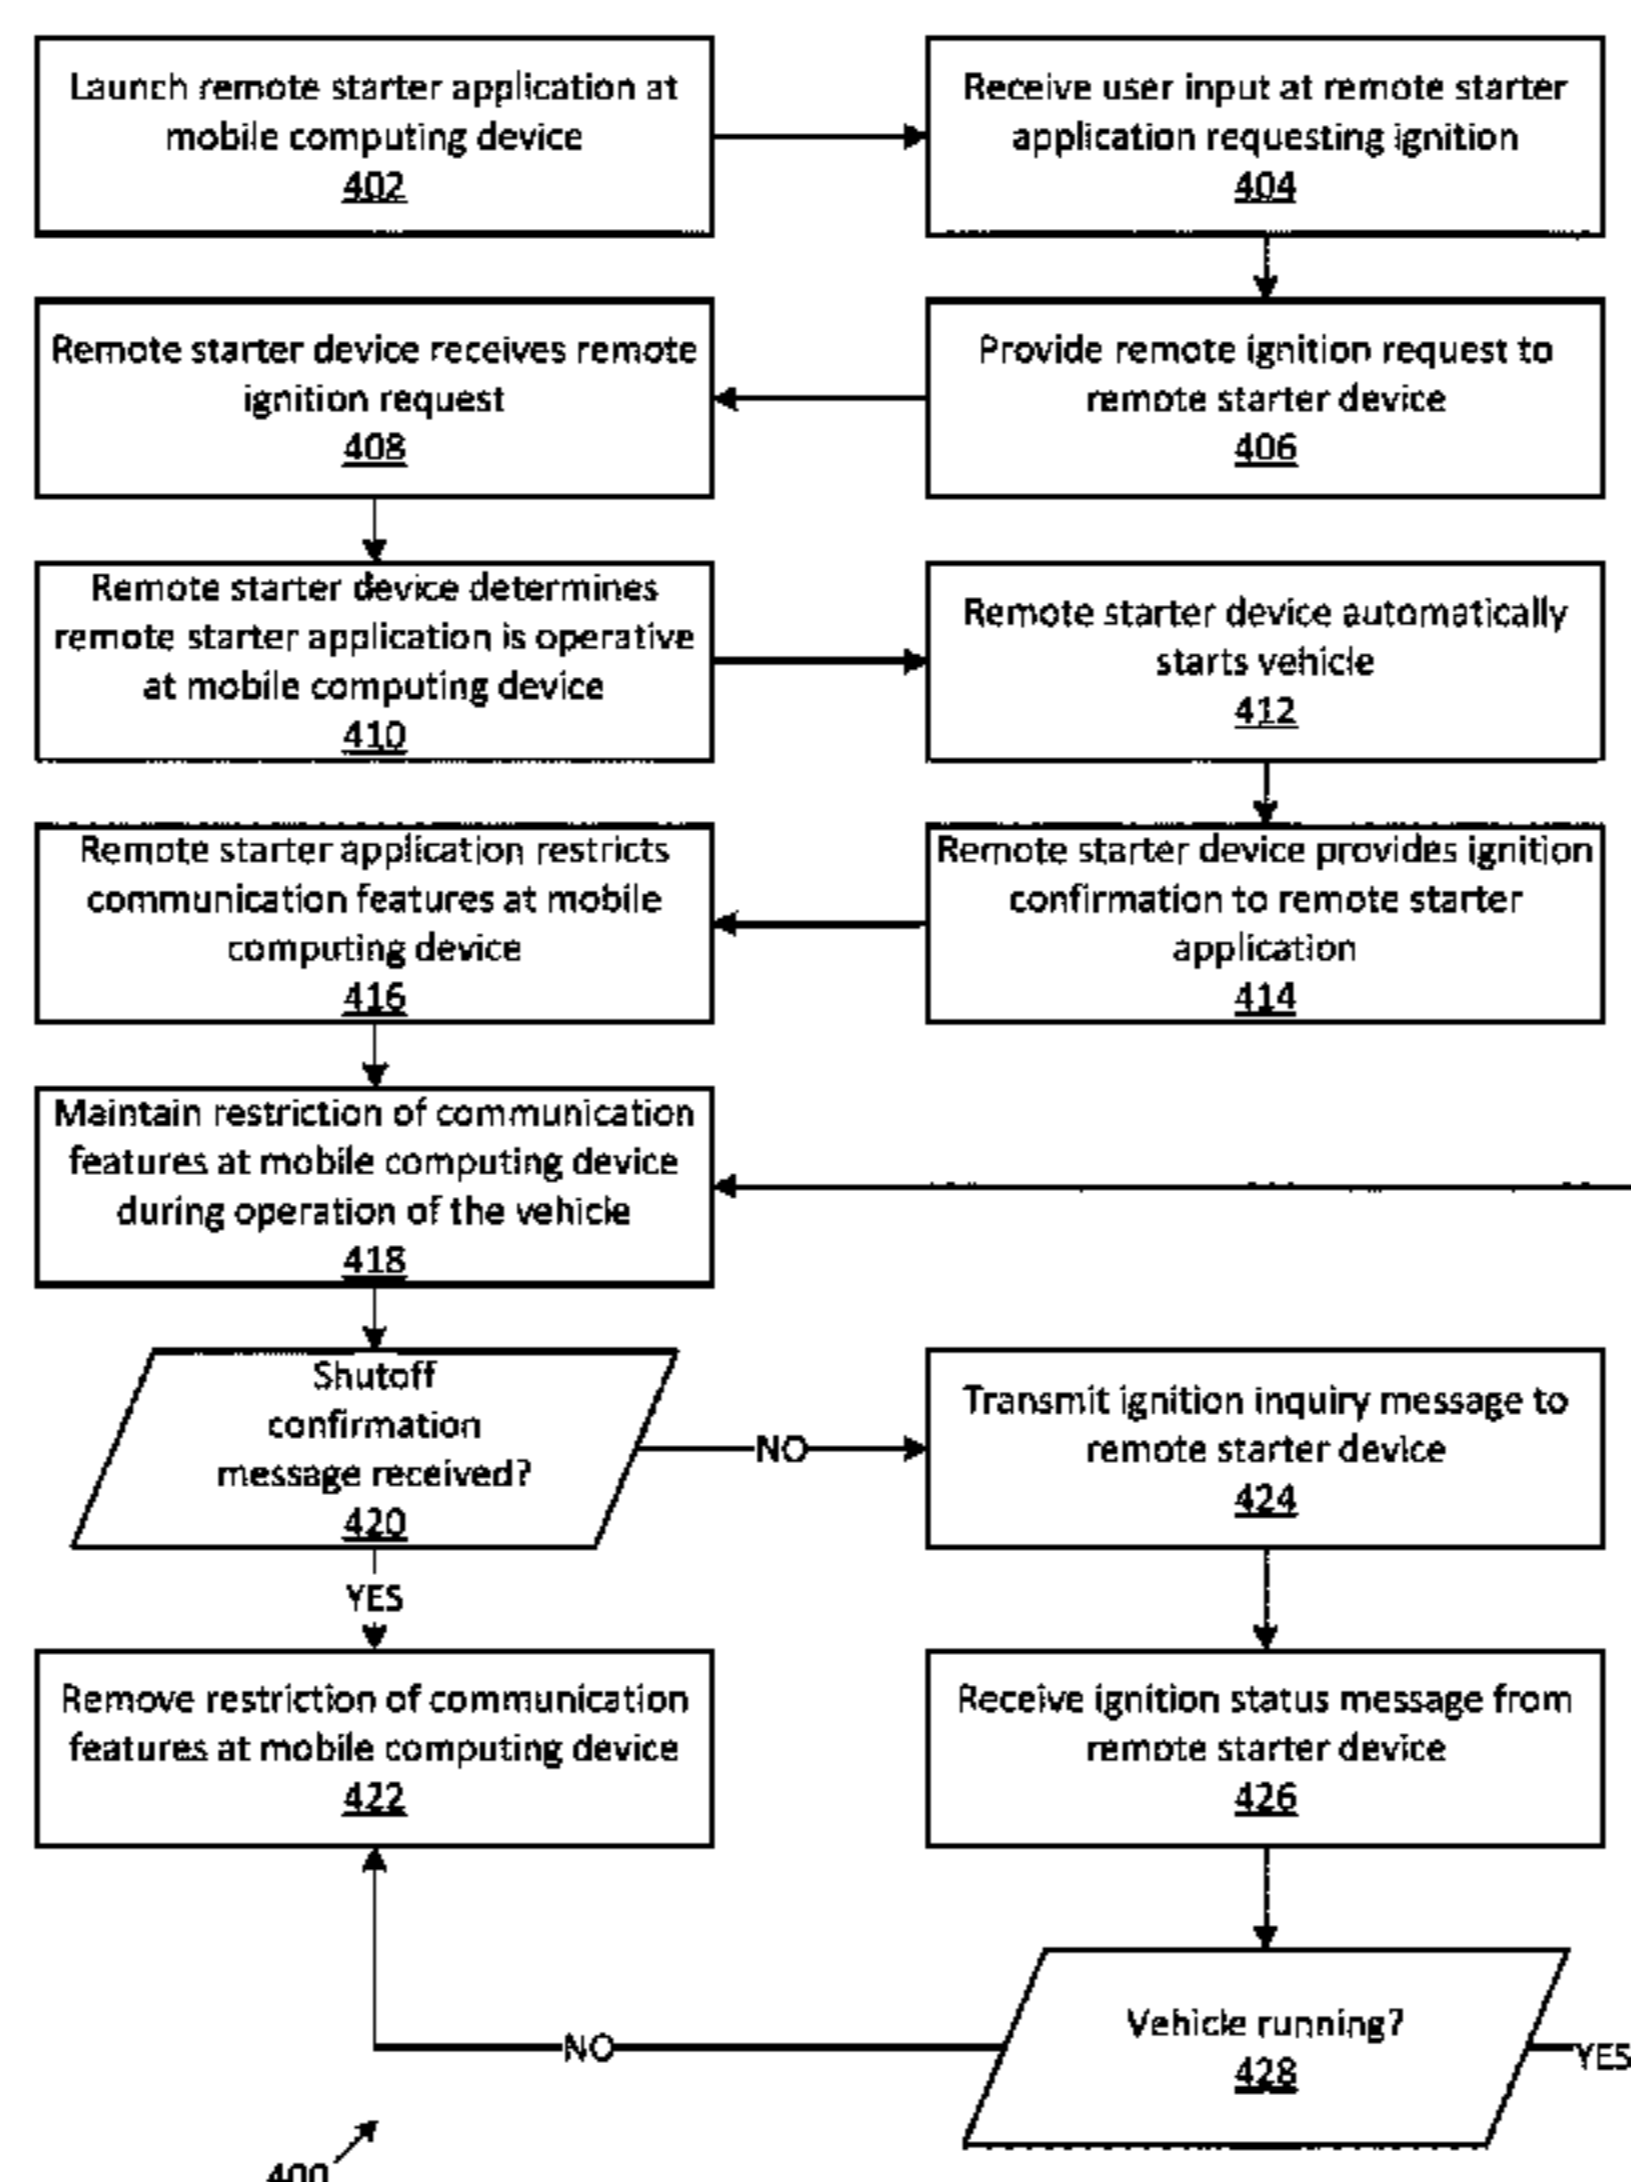 Launch remote starter application at
mobile computing device
402
Receive user input at remote starter
application requesting ignition
404
Provide remote ignition request to
remote starter device
406
Remote starter device receives remote
ignition request
408
Remote starter device determines
remote starter application is operative
at mobile computing device
410
Remote starter device automatically
starts vehicle
412
Remote starter device provides ignition
confirmation to remote starter
application
414
Remote starter application restricts
communication features at mobile
computing device
416
Maintain restriction of communication
features at mobile computing device
during operation of the vehicle
418
Shutoff
confirmation
message received?
420
NO
YES
Transmit ignition inquiry message to
remote starter device
424
Remove restriction of communication
features at mobile computing device
422
Receive ignition status message from
remote starter device
426
Vehicle running?
428
NO
YES
400